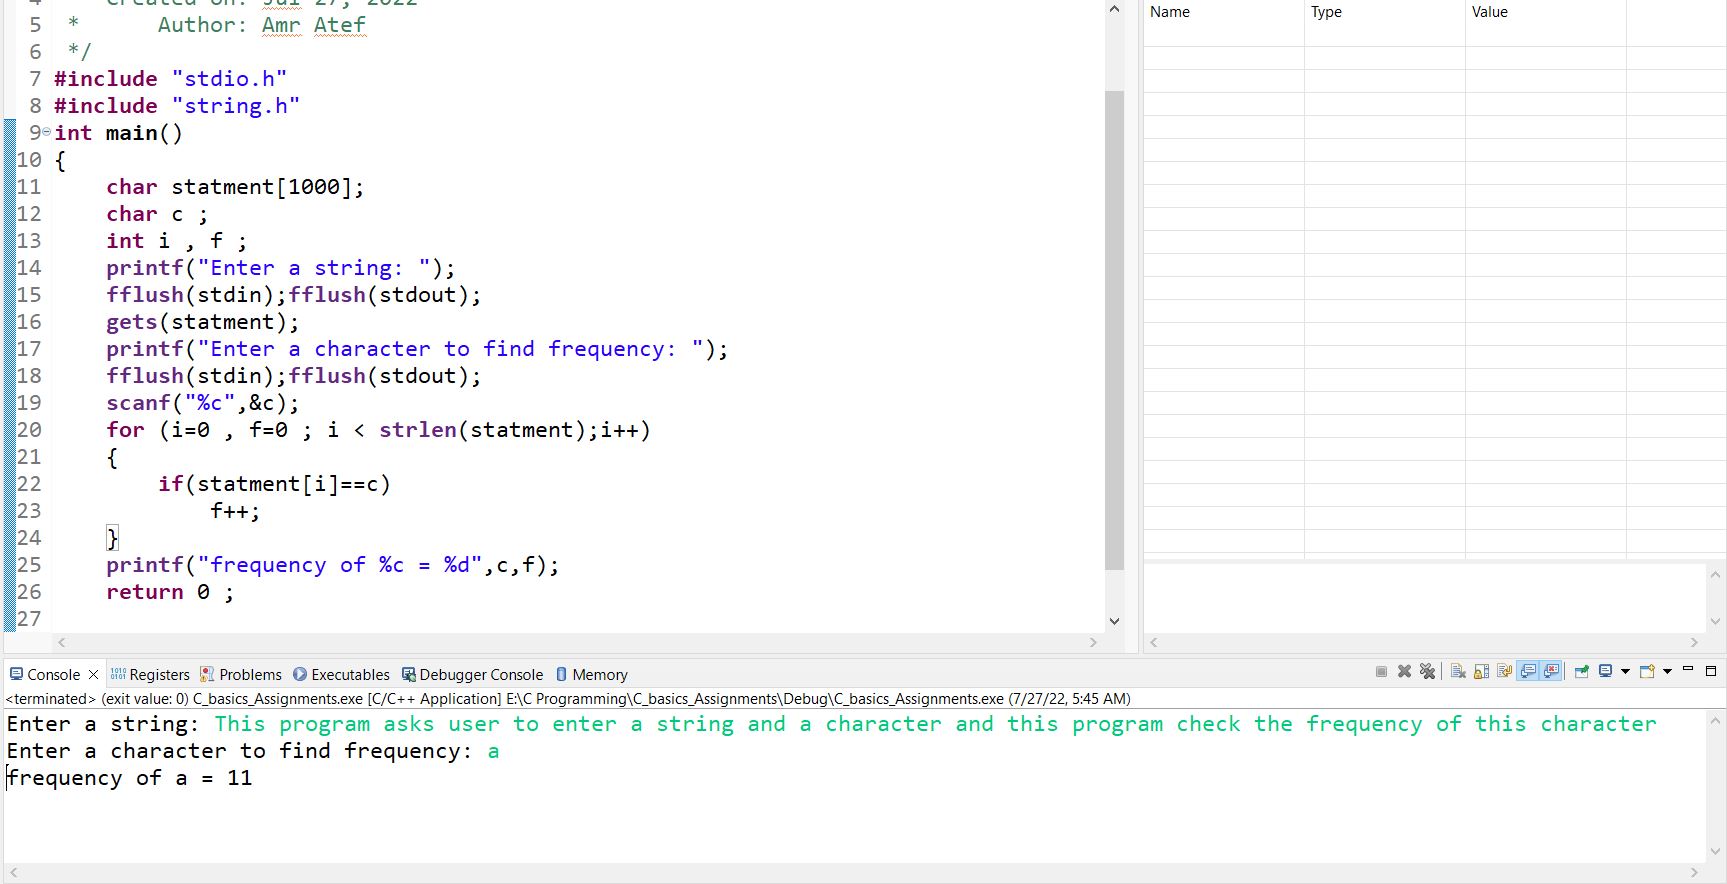 5 * Author: Amr Atef
6 */
7 #include "stdio.h"
8 #include "string.h"
9 int main()
10 {
11 char statment[1000];
12 char c ;
13 int i , f ;
14 printf("Enter a string: ");
15 fflush(stdin);fflush(stdout);
16 gets(statment);
17 printf("Enter a character to find frequency: ");
18 fflush(stdin);fflush(stdout);
19 scanf("%c",&c);
20 for (i=0 , f=0 ; i < strlen(statment);i++)
21 {
22 if(statment[i]==c)
23 f++;
24 }
25 printf("frequency of %c = %d",c,f);
26 return 0 ;
27
Name Type Value
Console Registers Problems Executables Debugger Console Memory
<terminated> (exit value: 0) C_basics_Assignments.exe [C/C++ Application] E:\C Programming\C_basics_Assignments\Debug\C_basics_Assignments.exe (7/27/22, 5:45 AM)
Enter a string: This program asks user to enter a string and a character and this program check the frequency of this character
Enter a character to find frequency: a
frequency of a = 11